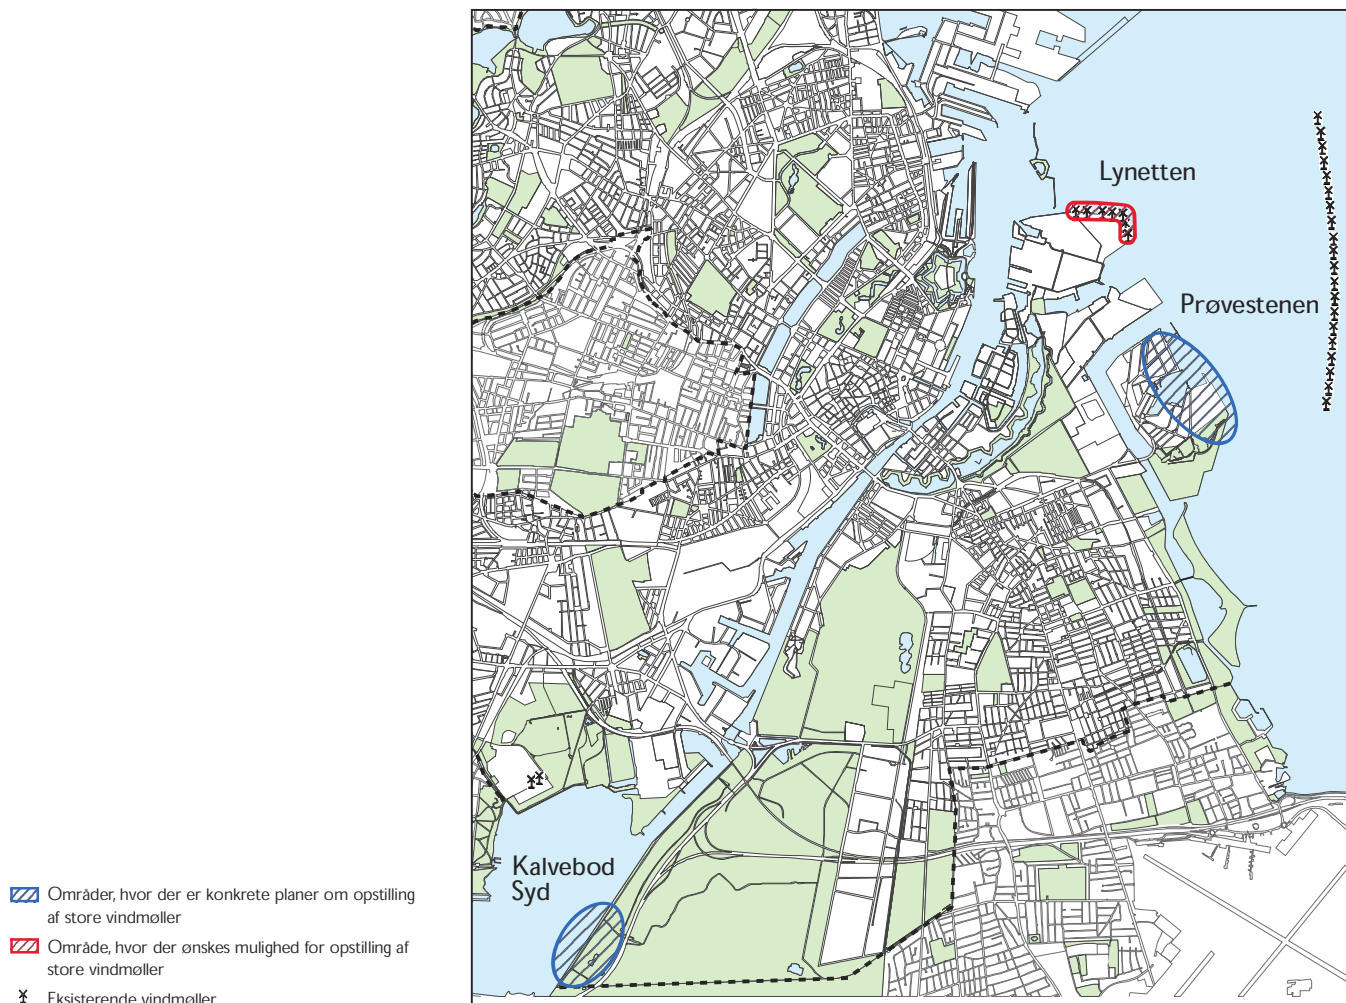 Lynetten
Prøvestenen
Kalvebod
Syd
Områder, hvor der er konkrete planer om opstilling
af store vindmøller
Område, hvor der ønskes mulighed for opstilling af
store vindmøller
Eksisterende vindmøller